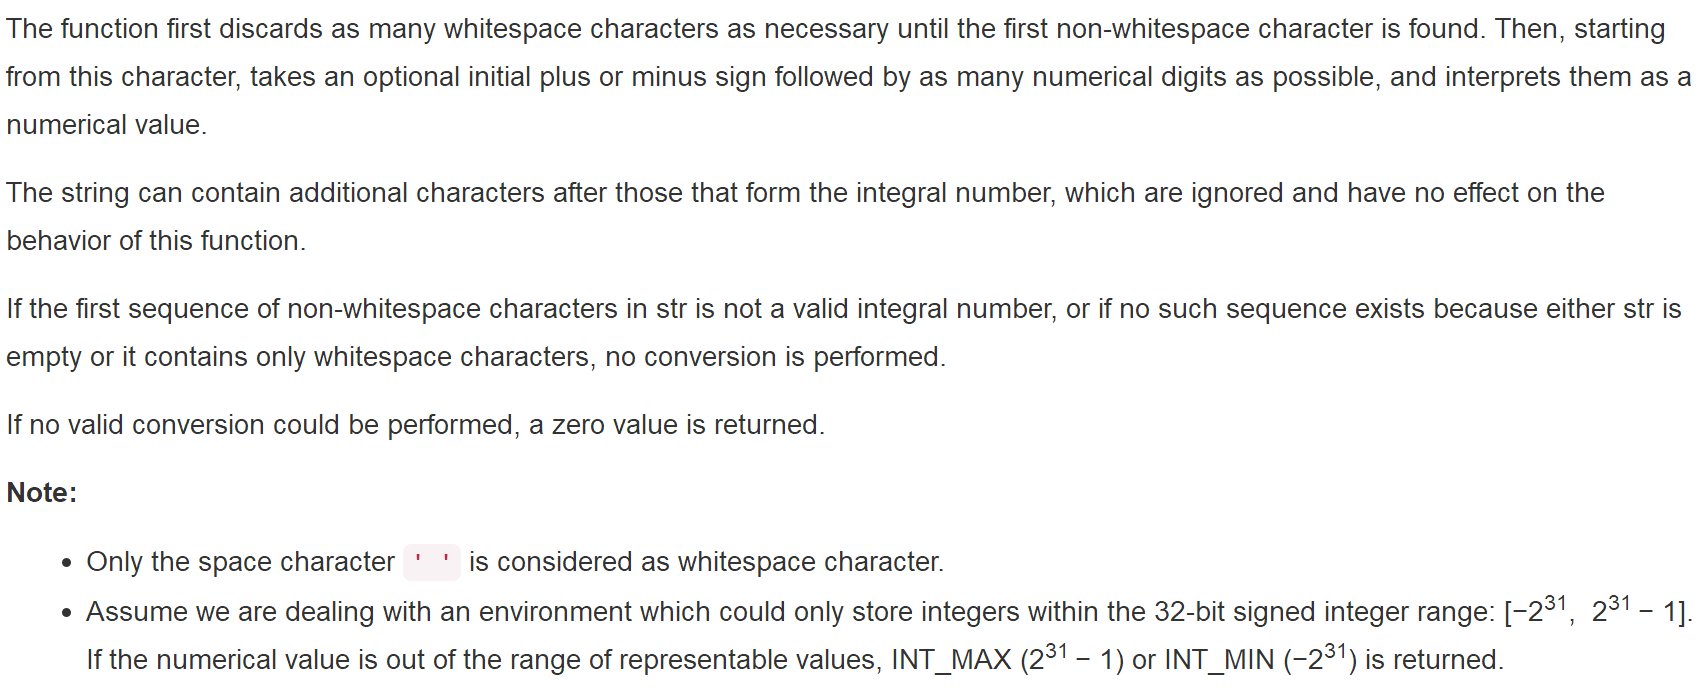 The function first discards as many whitespace characters as necessary until the first non-whitespace character is found. Then, starting
from this character, takes an optional initial plus or minus sign followed by as many numerical digits as possible, and interprets them as a
numerical value.
The string can contain additional characters after those that form the integral number, which are ignored and have no effect on the
behavior of this function.
If the first sequence of non-whitespace characters in str is not a valid integral number, or if no such sequence exists because either str is
empty or it contains only whitespace characters, no conversion is performed.
If no valid conversion could be performed, a zero value is returned.
Note:
• Only the space character ' ' is considered as whitespace character.
• Assume we are dealing with an environment which could only store integers within the 32-bit signed integer range: [−2³¹, 2³¹ − 1].
If the numerical value is out of the range of representable values, INT_MAX (2³¹ − 1) or INT_MIN (−2³¹) is returned.